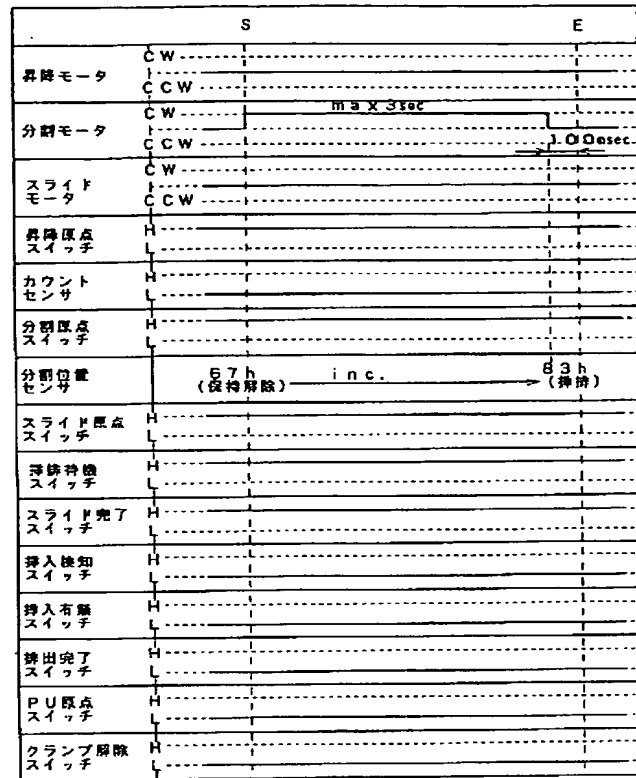 S E
昇降モータ CW
CCW
分割モータ CW max 3sec
CCW 100msec
スライド
モータ
CW
CCW
昇降原点
スイッチ
H
L
カウント
センサ
H
L
分割原点
スイッチ
H
L
分割位置
センサ
67h inc. 83h
(保持解除) (挿排)
スライド原点
スイッチ
H
L
挿排待機
スイッチ
H
L
スライド完了
スイッチ
H
L
挿入検知
スイッチ
H
L
挿入有無
スイッチ
H
L
排出完了
スイッチ
H
L
PU原点
スイッチ
H
L
クランプ解除
スイッチ
H
L